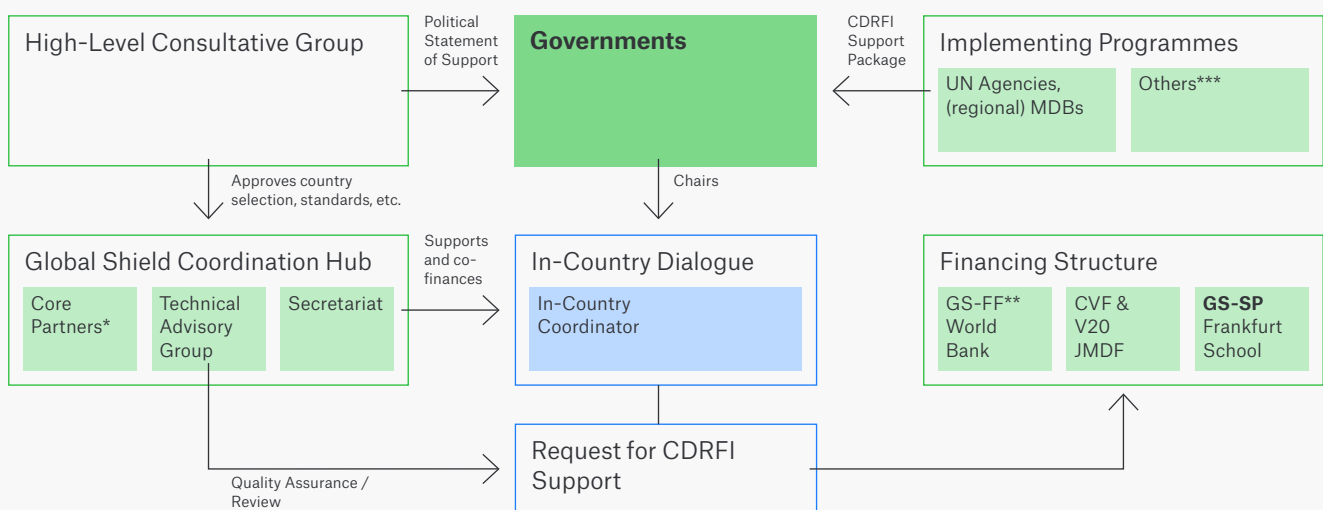 High-Level Consultative Group
Political
Statement
of Support
Governments
CDRFI
Support
Package
Implementing Programmes
UN Agencies,
(regional) MDBs
Others***
Approves country
selection, standards, etc.
Chairs
Global Shield Coordination Hub
Core
Partners*
Technical
Advisory
Group
Secretariat
Supports
and co-
finances
In-Country Dialogue
In-Country
Coordinator
Financing Structure
GS-FF**
World
Bank
CVF &
V20
JMDF
GS-SP
Frankfurt
School
Quality Assurance /
Review
Request for CDRFI
Support